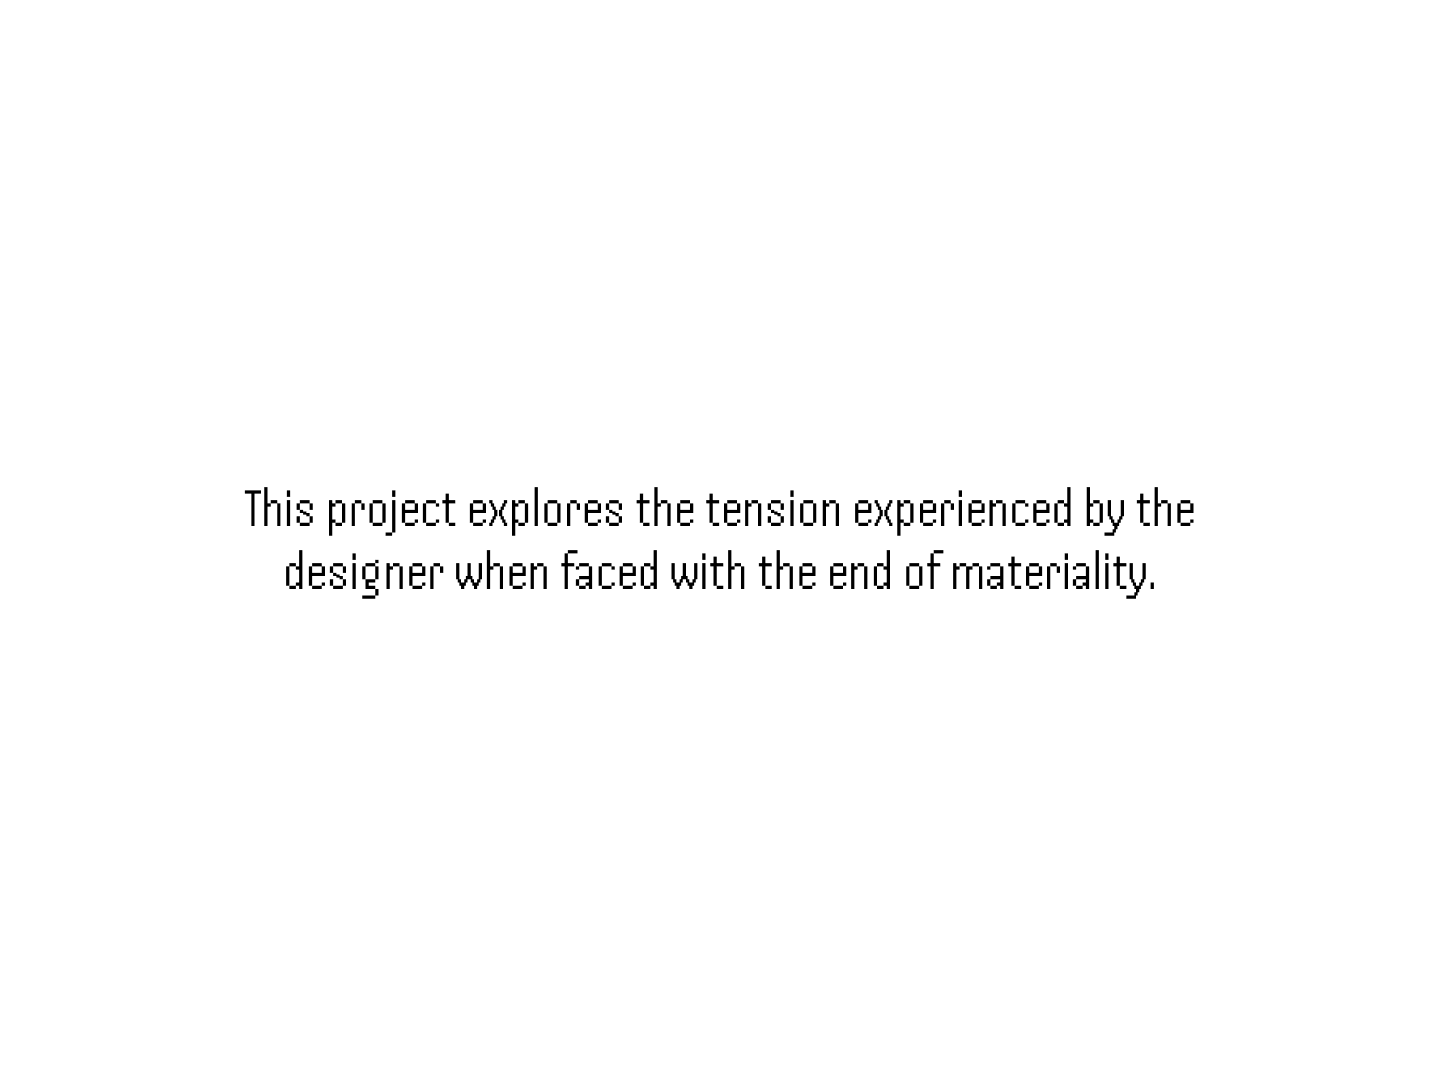 This project explores the tension experienced by the
designer when faced with the end of materiality.